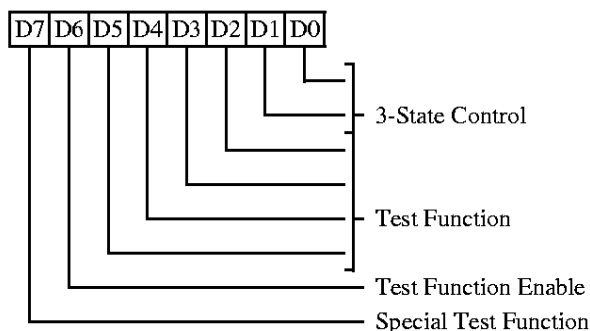 D7 D6 D5 D4 D3 D2 D1 D0
3-State Control
Test Function
Test Function Enable
Special Test Function